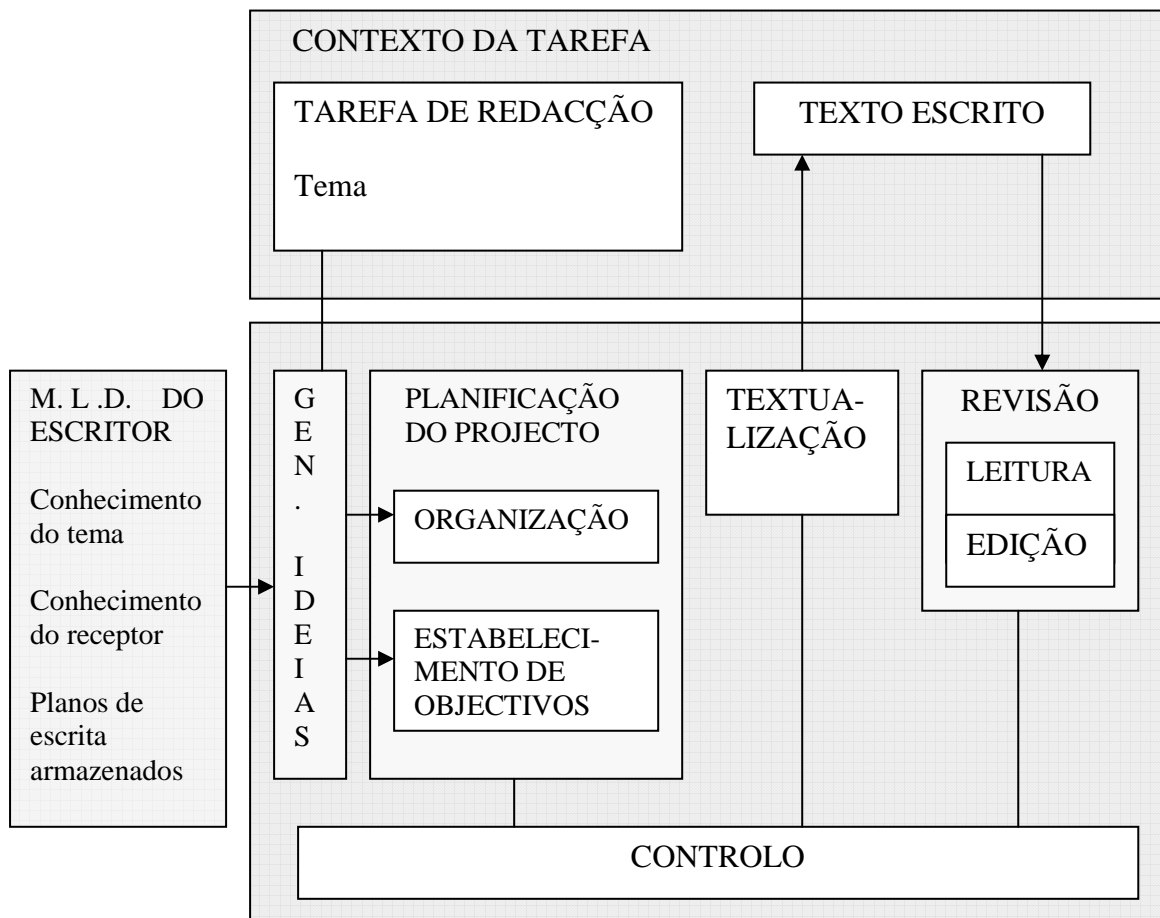 CONTEXTO DA TAREFA
TAREFA DE REDACÇÃO
Tema
TEXTO ESCRITO
M. L .D. DO
ESCRITOR
Conhecimento
do tema
Conhecimento
do receptor
Planos de
escrita
armazenados
G
E
N
.
I
D
E
I
A
S
PLANIFICAÇÃO
DO PROJECTO
ORGANIZAÇÃO
ESTABELECI-
MENTO DE
OBJECTIVOS
TEXTUA-
LIZAÇÃO
REVISÃO
LEITURA
EDIÇÃO
CONTROLO